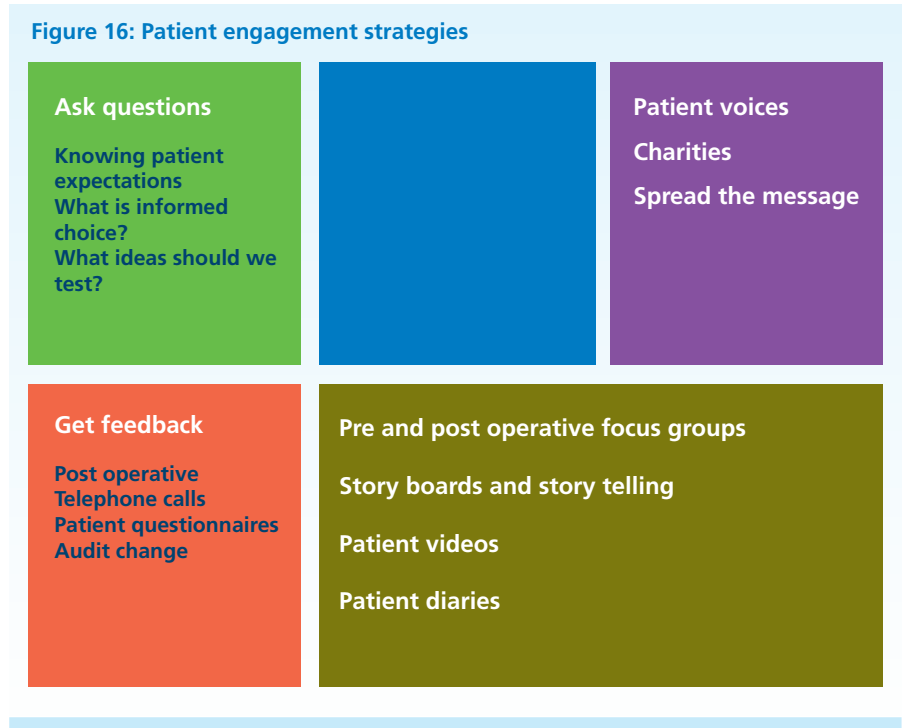 Figure 16: Patient engagement strategies
Ask questions
Knowing patient
expectations
What is informed
choice?
What ideas should we
test?
Patient voices
Charities
Spread the message
Get feedback
Post operative
Telephone calls
Patient questionnaires
Audit change
Pre and post operative focus groups
Story boards and story telling
Patient videos
Patient diaries